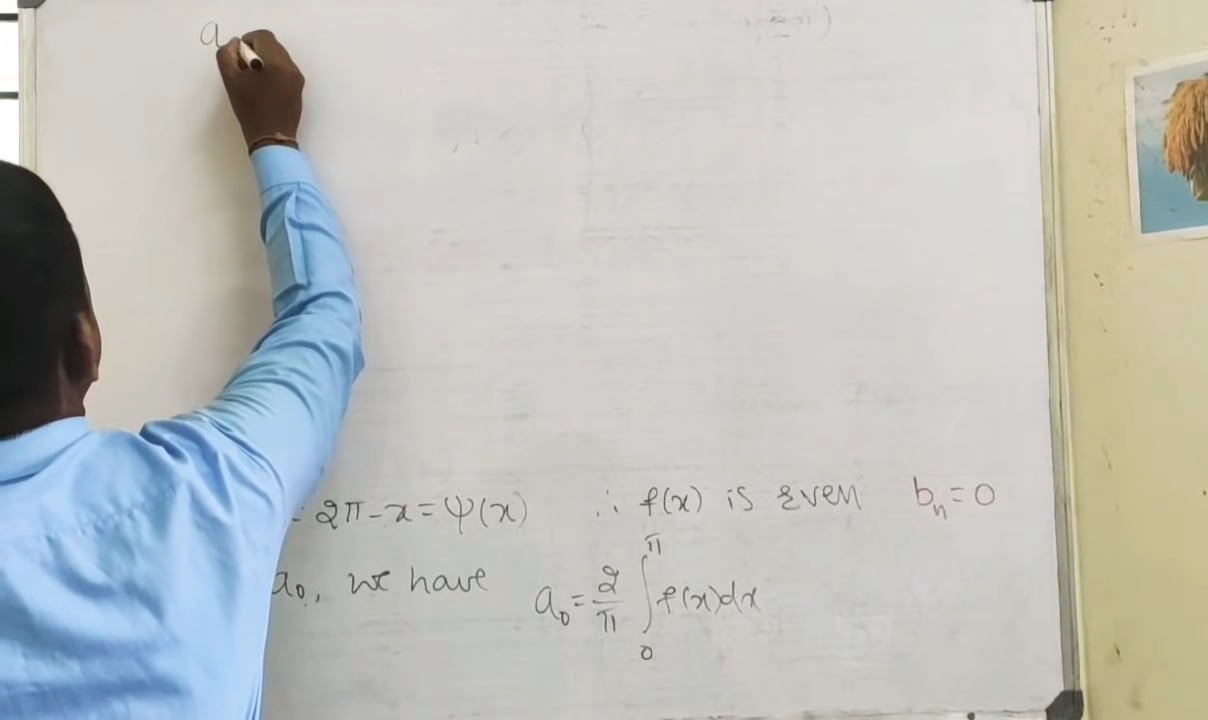 a
= 2π-x = ψ(x) ∴ f(x) is even bₙ = 0
a₀, we have a₀ = 2/π ∫₀^π f(x)dx